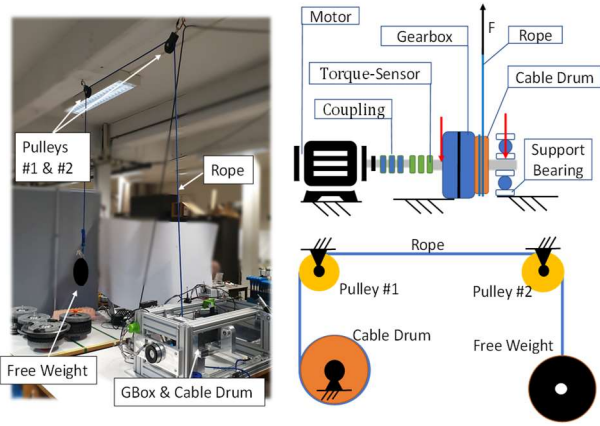 Pulleys
#1 & #2
Rope
Free Weight
GBox & Cable Drum
Motor
Gearbox
F
Rope
Torque-Sensor
Cable Drum
Coupling
Support
Bearing
Rope
Pulley #1
Pulley #2
Cable Drum
Free Weight